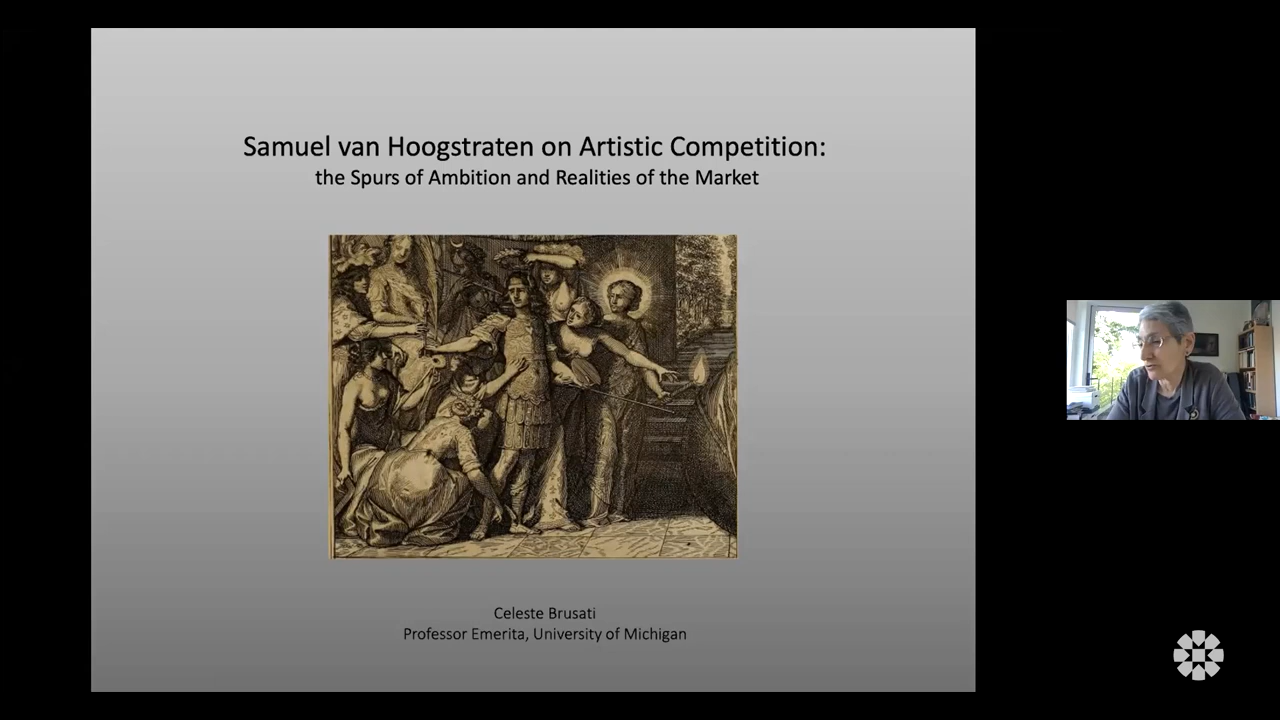 Samuel van Hoogstraten on Artistic Competition:
the Spurs of Ambition and Realities of the Market
Celeste Brusati
Professor Emerita, University of Michigan